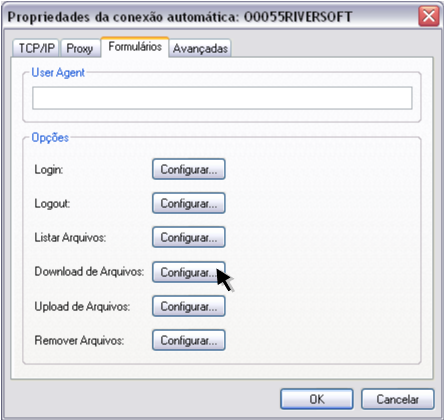 Propriedades da conexão automática: O0055RIVERSOFT
TCP/IP Proxy Formulários Avançadas
User Agent
Opções
Login: Configurar...
Logout: Configurar...
Listar Arquivos: Configurar...
Download de Arquivos: Configurar...
Upload de Arquivos: Configurar...
Remover Arquivos: Configurar...
OK Cancelar